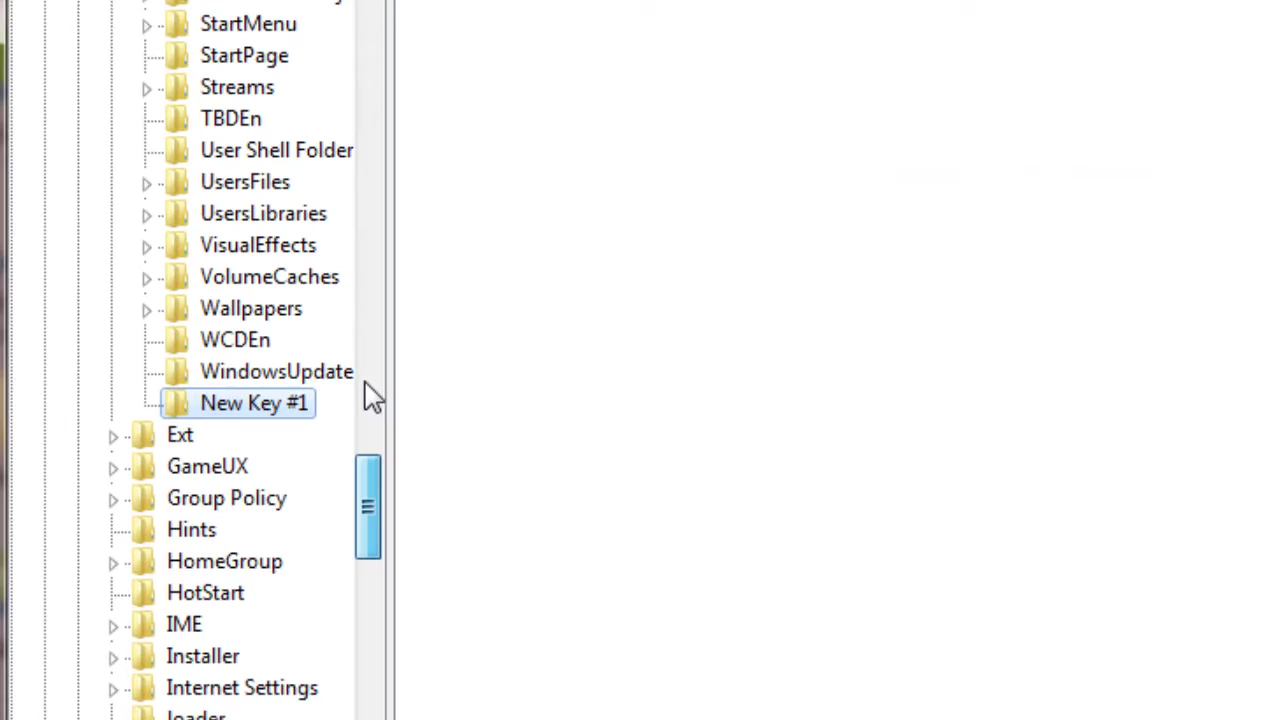 StartMenu
StartPage
Streams
TBDEn
User Shell Folder
UsersFiles
UsersLibraries
VisualEffects
VolumeCaches
Wallpapers
WCDEn
WindowsUpdate
New Key #1
Ext
GameUX
Group Policy
Hints
HomeGroup
HotStart
IME
Installer
Internet Settings
loader